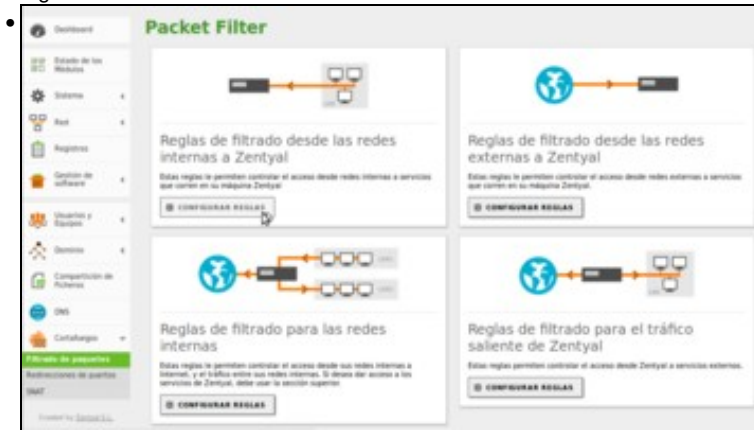 Dashboard
Packet Filter
Estado de los
Módulos
Sistema
Red
Registros
Gestión de
software
Usuarios y
Equipos
Dominio
Compartición de
ficheros
DNS
Cortafuegos
Filtrado de paquetes
Redirecciones de puertos
SNAT
Created by Zentyal S.L.
Reglas de filtrado desde las redes
internas a Zentyal
Estas reglas le permiten controlar el acceso desde redes internas a servicios
que corren en su máquina Zentyal
CONFIGURAR REGLAS
Reglas de filtrado desde las redes
externas a Zentyal
Estas reglas le permiten controlar el acceso desde redes externas a servicios
que corren en su máquina Zentyal
CONFIGURAR REGLAS
Reglas de filtrado para las redes
internas
Estas reglas le permiten controlar el acceso desde sus redes internas a
Internet, y el tráfico entre sus redes internas. Si desea dar acceso a los
servicios de Zentyal, debe usar la sección superior
CONFIGURAR REGLAS
Reglas de filtrado para el tráfico
saliente de Zentyal
Estas reglas permiten controlar el acceso desde Zentyal a servicios externos.
CONFIGURAR REGLAS